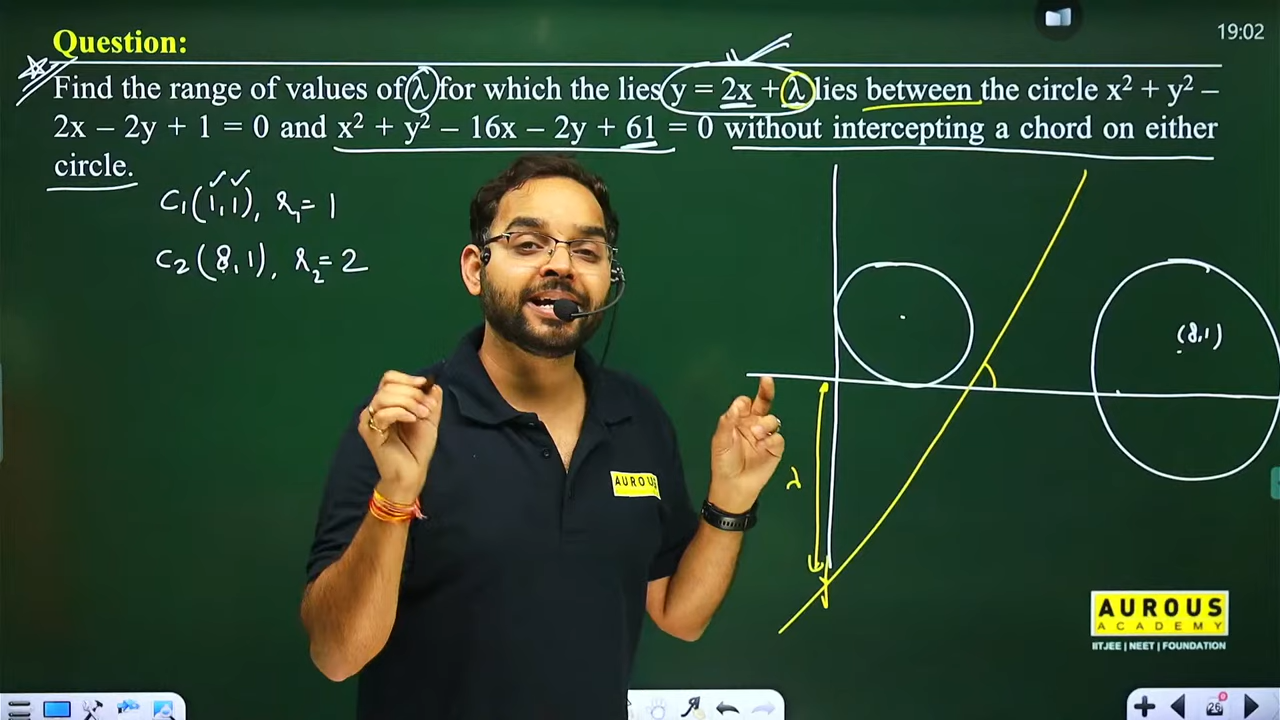 19:02
Question:
Find the range of values of λ for which the lies y = 2x + λ lies between the circle x² + y² –
2x – 2y + 1 = 0 and x² + y² – 16x – 2y + 61 = 0 without intercepting a chord on either
circle.
C₁(1,1), r₁ = 1
C₂(8,1), r₂ = 2
(8,1)
λ
AUROUS
AUROUS
ACADEMY
IITJEE | NEET | FOUNDATION
26